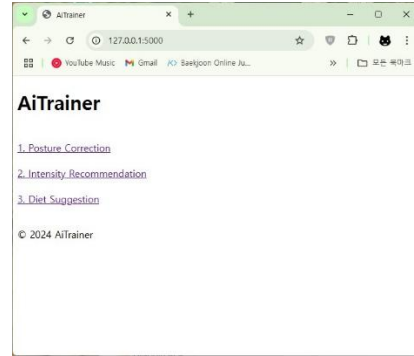 AiTrainer
127.0.0.1:5000
YouTube Music
Gmail
Baekjoon Online Ju...
모든 북마크
AiTrainer
1. Posture Correction
2. Intensity Recommendation
3. Diet Suggestion
© 2024 AiTrainer